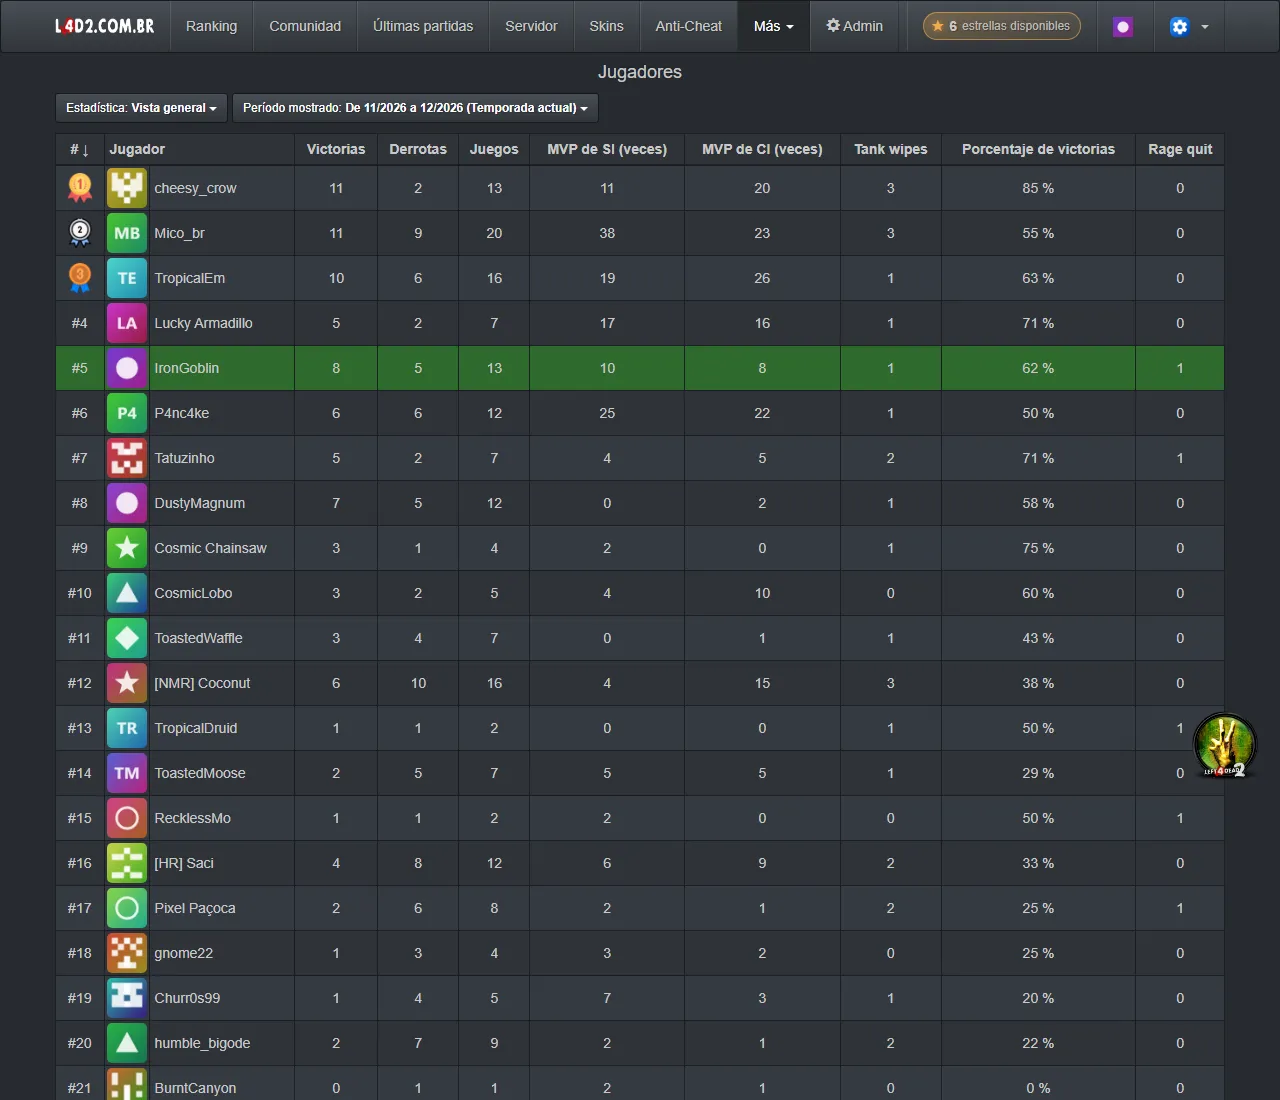 L4D2.COM.BR Ranking Comunidad Últimas partidas Servidor Skins Anti-Cheat Más Admin 6 estrellas disponibles
Jugadores
Estadística: Vista general Período mostrado: De 11/2026 a 12/2026 (Temporada actual)
# ↓ Jugador Victorias Derrotas Juegos MVP de SI (veces) MVP de CI (veces) Tank wipes Porcentaje de victorias Rage quit
1 cheesy_crow 11 2 13 11 20 3 85 % 0
2 MB Mico_br 11 9 20 38 23 3 55 % 0
3 TE TropicalEm 10 6 16 19 26 1 63 % 0
#4 LA Lucky Armadillo 5 2 7 17 16 1 71 % 0
#5 IronGoblin 8 5 13 10 8 1 62 % 1
#6 P4 P4nc4ke 6 6 12 25 22 1 50 % 0
#7 Tatuzinho 5 2 7 4 5 2 71 % 1
#8 DustyMagnum 7 5 12 0 2 1 58 % 0
#9 Cosmic Chainsaw 3 1 4 2 0 1 75 % 0
#10 CosmicLobo 3 2 5 4 10 0 60 % 0
#11 ToastedWaffle 3 4 7 0 1 1 43 % 0
#12 [NMR] Coconut 6 10 16 4 15 3 38 % 0
#13 TR TropicalDruid 1 1 2 0 0 1 50 % 1
#14 TM ToastedMoose 2 5 7 5 5 1 29 % 0
LEFT 4 DEAD 2
#15 RecklessMo 1 1 2 2 0 0 50 % 1
#16 [HR] Saci 4 8 12 6 9 2 33 % 0
#17 Pixel Paçoca 2 6 8 2 1 2 25 % 1
#18 gnome22 1 3 4 3 2 0 25 % 0
#19 Churr0s99 1 4 5 7 3 1 20 % 0
#20 humble_bigode 2 7 9 2 1 2 22 % 0
#21 BurntCanyon 0 1 1 2 1 0 0 % 0